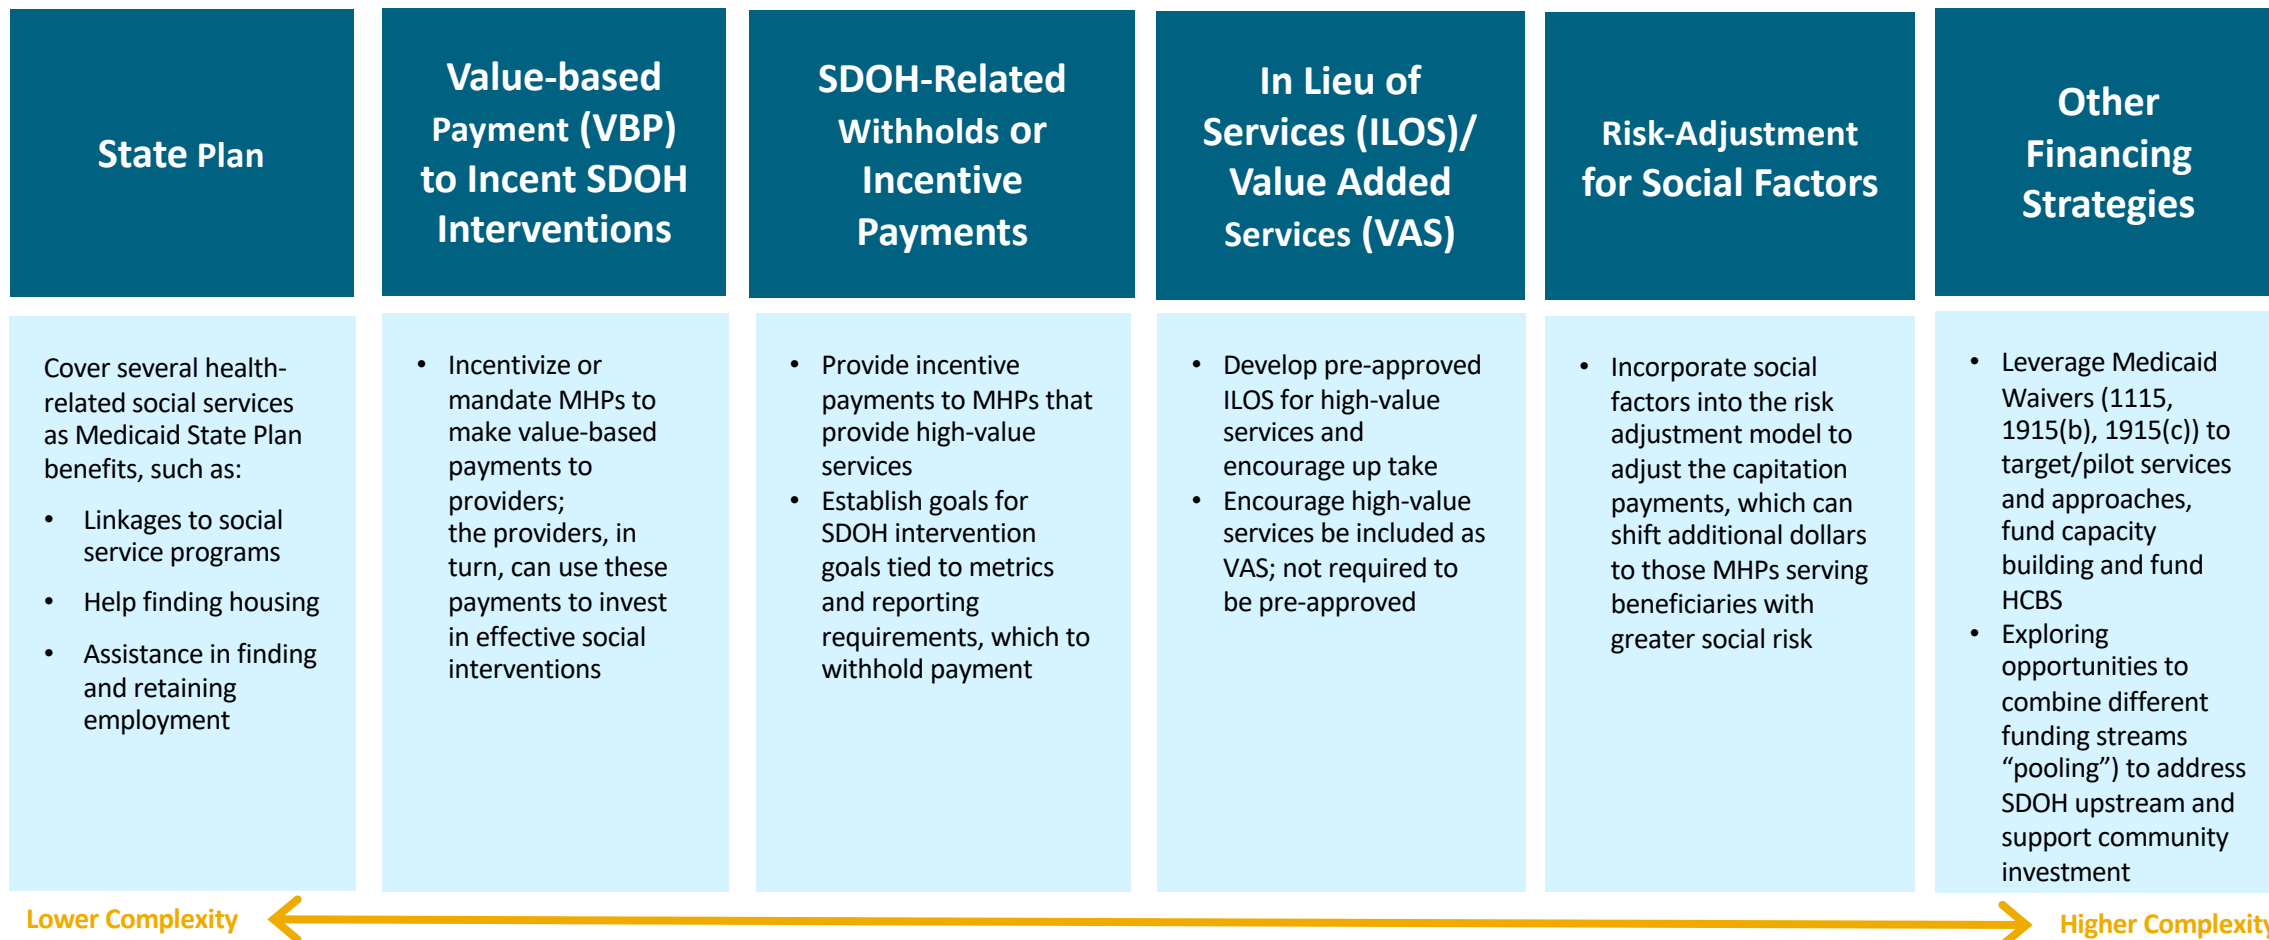 State Plan
Value-based
Payment (VBP)
to Incent SDOH
Interventions
SDOH-Related
Withholds or
Incentive
Payments
In Lieu of
Services (ILOS)/
Value Added
Services (VAS)
Risk-Adjustment
for Social Factors
Other
Financing
Strategies
Cover several health-
related social services
as Medicaid State Plan
benefits, such as:
• Linkages to social
service programs
• Help finding housing
• Assistance in finding
and retaining
employment
• Incentivize or
mandate MHPs to
make value-based
payments to
providers;
the providers, in
turn, can use these
payments to invest
in effective social
interventions
• Provide incentive
payments to MHPs that
provide high-value
services
• Establish goals for
SDOH intervention
goals tied to metrics
and reporting
requirements, which to
withhold payment
• Develop pre-approved
ILOS for high-value
services and
encourage up take
• Encourage high-value
services be included as
VAS; not required to
be pre-approved
• Incorporate social
factors into the risk
adjustment model to
adjust the capitation
payments, which can
shift additional dollars
to those MHPs serving
beneficiaries with
greater social risk
• Leverage Medicaid
Waivers (1115,
1915(b), 1915(c)) to
target/pilot services
and approaches,
fund capacity
building and fund
HCBS
• Exploring
opportunities to
combine different
funding streams
“pooling”) to address
SDOH upstream and
support community
investment
Lower Complexity
Higher Complexity